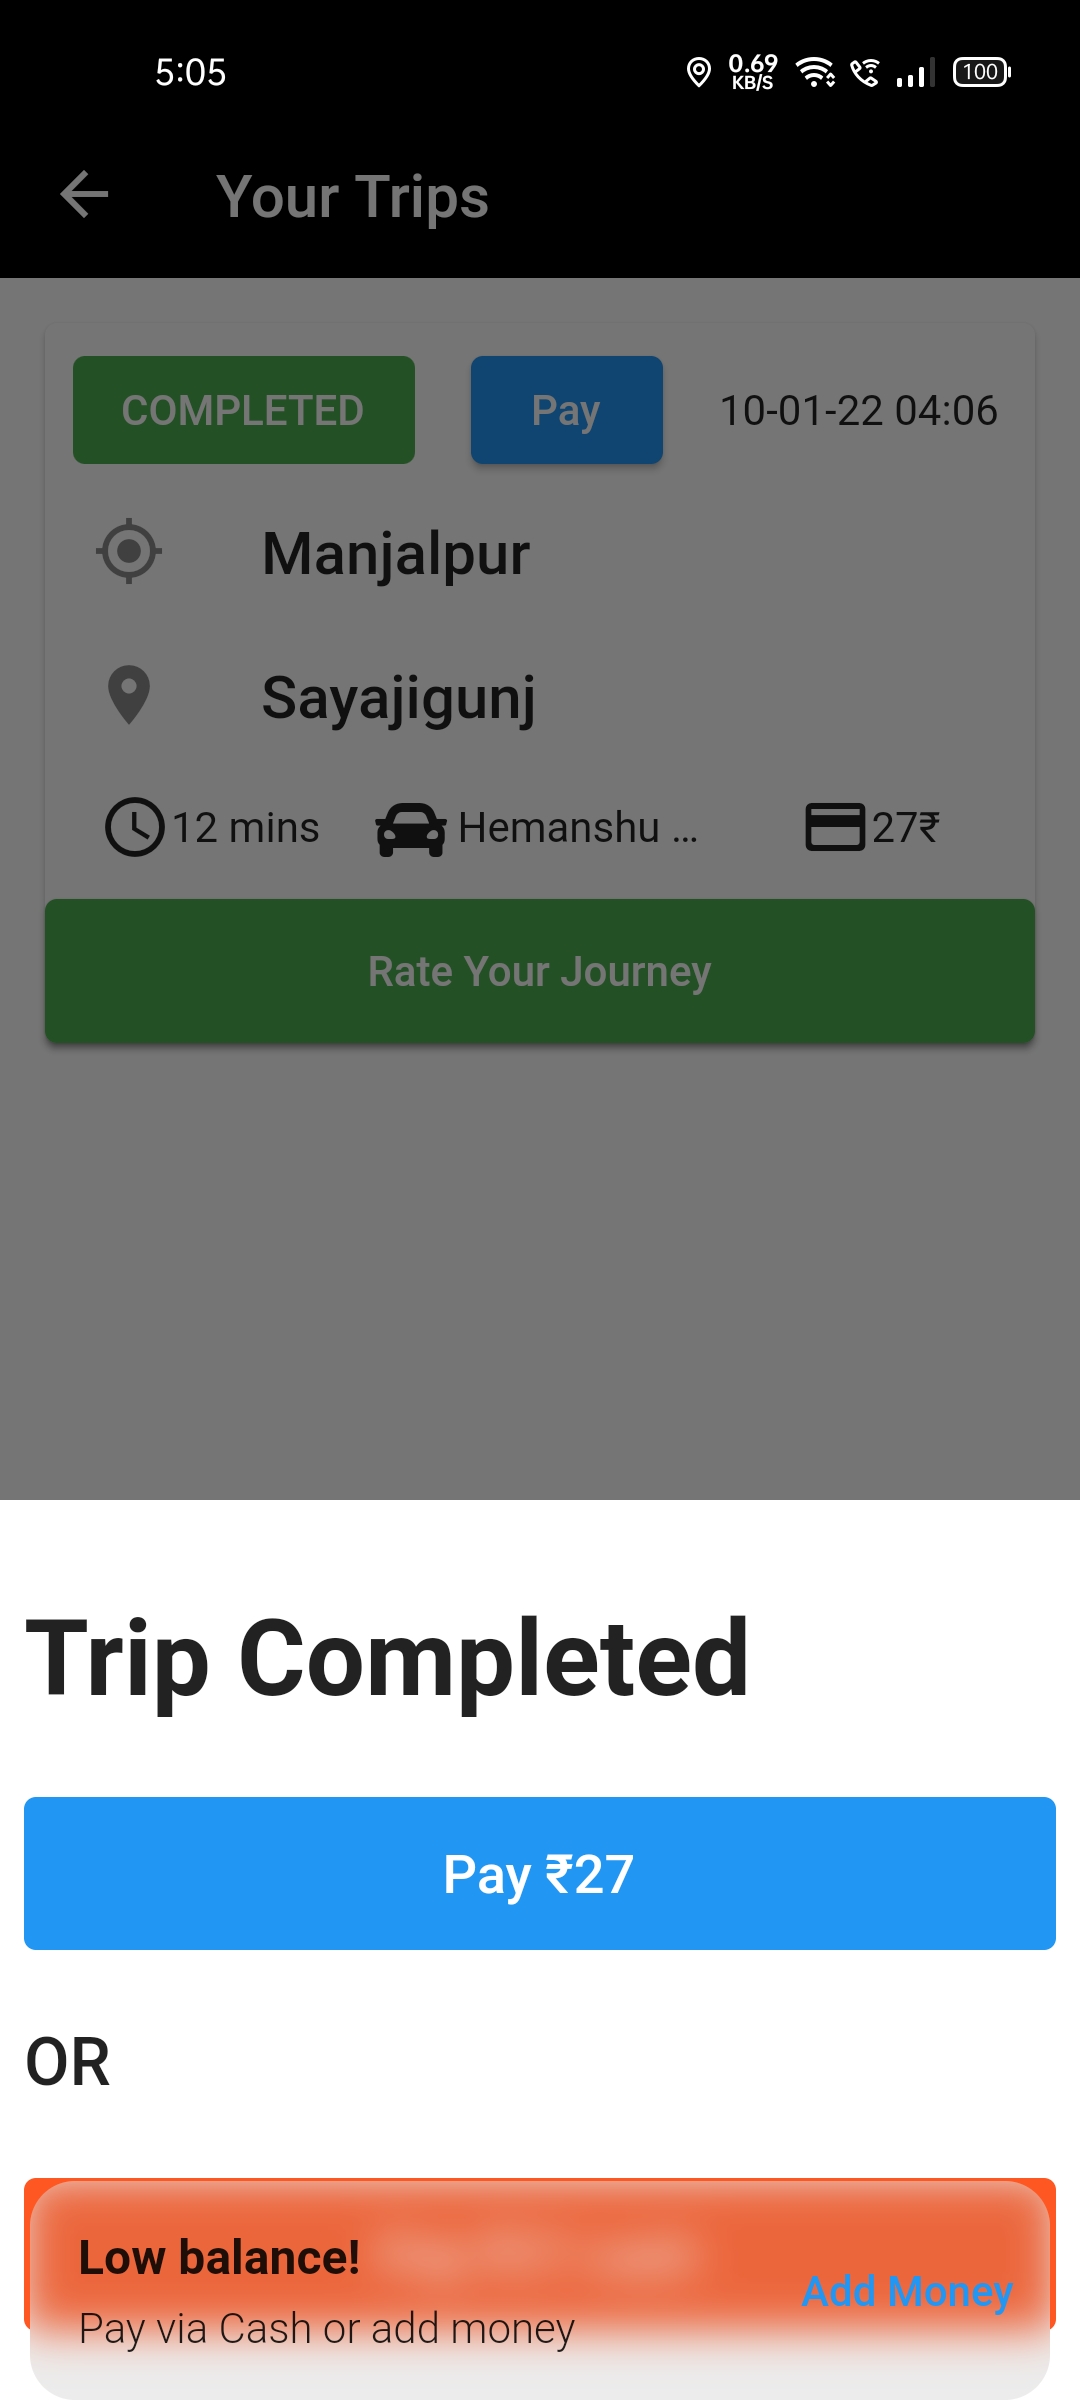 5:05
0.69
KB/S
100
Your Trips
COMPLETED
Pay
10-01-22 04:06
Manjalpur
Sayajigunj
12 mins
Hemanshu ...
27₹
Rate Your Journey
Trip Completed
Pay ₹27
OR
Low balance!
Add Money
Pay via Cash or add money